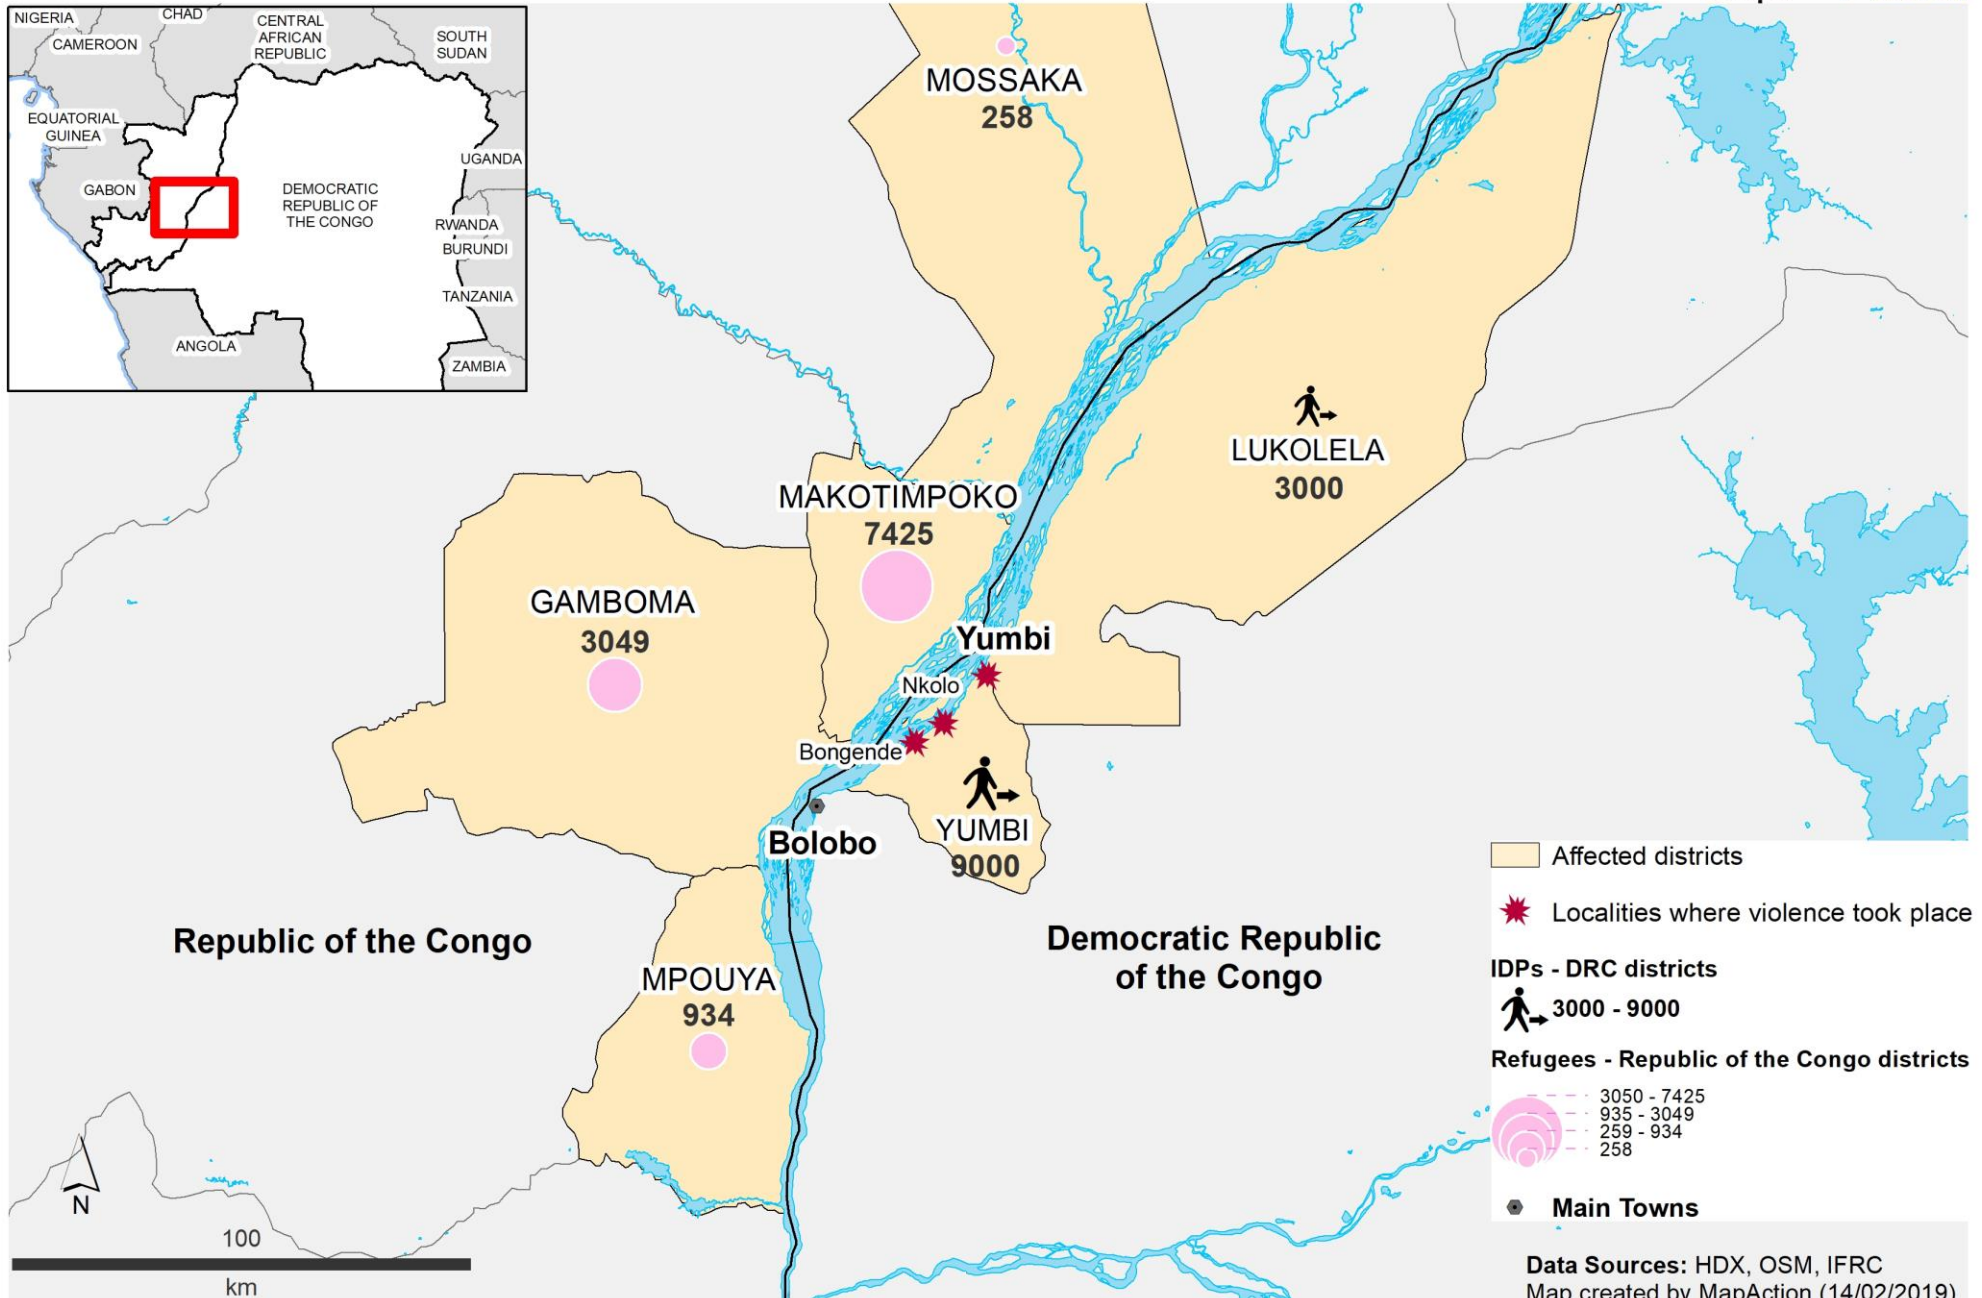 NIGERIA
CHAD
CAMEROON
CENTRAL
AFRICAN
REPUBLIC
SOUTH
SUDAN
EQUATORIAL
GUINEA
UGANDA
GABON
DEMOCRATIC
REPUBLIC OF
THE CONGO
RWANDA
BURUNDI
TANZANIA
ANGOLA
ZAMBIA
MOSSAKA
258
LUKOLELA
3000
MAKOTIMPOKO
7425
GAMBOMA
3049
Yumbi
Nkolo
Bongende
YUMBI
9000
Bolobo
Republic of the Congo
Democratic Republic
of the Congo
MPOUYA
934
N
100
km
Affected districts
Localities where violence took place
IDPs - DRC districts
3000 - 9000
Refugees - Republic of the Congo districts
3050 - 7425
935 - 3049
259 - 934
258
Main Towns
Data Sources: HDX, OSM, IFRC
Map created by MapAction (14/02/2019)